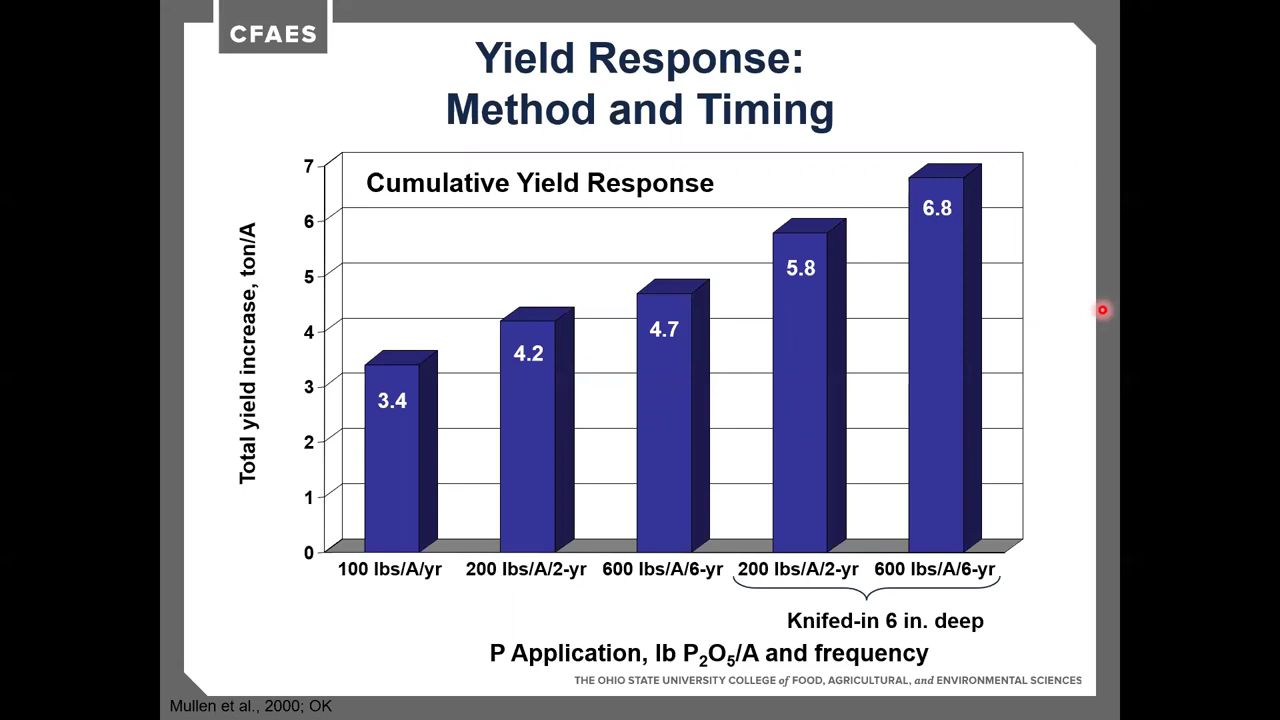 CFAES
Yield Response:
Method and Timing
Cumulative Yield Response
Total yield increase, ton/A
7
6
5
4
3
2
1
0
3.4
4.2
4.7
5.8
6.8
100 lbs/A/yr
200 lbs/A/2-yr
600 lbs/A/6-yr
200 lbs/A/2-yr
600 lbs/A/6-yr
Knifed-in 6 in. deep
P Application, lb P₂O₅/A and frequency
THE OHIO STATE UNIVERSITY COLLEGE of FOOD, AGRICULTURAL, and ENVIRONMENTAL SCIENCES
Mullen et al., 2000; OK